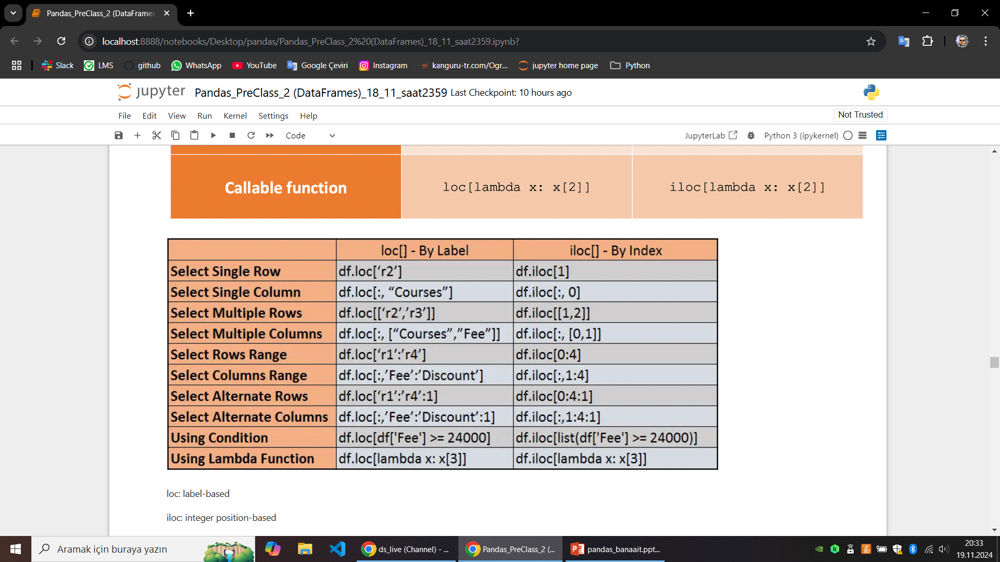 Pandas_PreClass_2 (DataFrames
localhost:8888/notebooks/Desktop/pandas/Pandas_PreClass_2%20(DataFrames)_18_11_saat2359.ipynb?
Slack LMS github WhatsApp YouTube Google Çeviri Instagram kanguru-tr.com/Ogr... jupyter home page Python
jupyter Pandas_PreClass_2 (DataFrames)_18_11_saat2359 Last Checkpoint: 10 hours ago
File Edit View Run Kernel Settings Help Not Trusted
Code JupyterLab Python 3 (ipykernel)
Callable function loc[lambda x: x[2]] iloc[lambda x: x[2]]
loc[] - By Label iloc[] - By Index
Select Single Row df.loc[‘r2’] df.iloc[1]
Select Single Column df.loc[:, “Courses”] df.iloc[:, 0]
Select Multiple Rows df.loc[[‘r2’,’r3’]] df.iloc[[1,2]]
Select Multiple Columns df.loc[:, [“Courses”,”Fee”]] df.iloc[:, [0,1]]
Select Rows Range df.loc[‘r1’:’r4’] df.iloc[0:4]
Select Columns Range df.loc[:,’Fee’:’Discount’] df.iloc[:,1:4]
Select Alternate Rows df.loc[‘r1’:’r4’:1] df.iloc[0:4:1]
Select Alternate Columns df.loc[:,’Fee’:’Discount’:1] df.iloc[:,1:4:1]
Using Condition df.loc[df['Fee'] >= 24000] df.iloc[list(df['Fee'] >= 24000)]
Using Lambda Function df.loc[lambda x: x[3]] df.iloc[lambda x: x[3]]
loc: label-based
iloc: integer position-based
Aramak için buraya yazın ds_live (Channel) - ... Pandas_PreClass_2 (... pandas_banaait.ppt... 20:33
19.11.2024